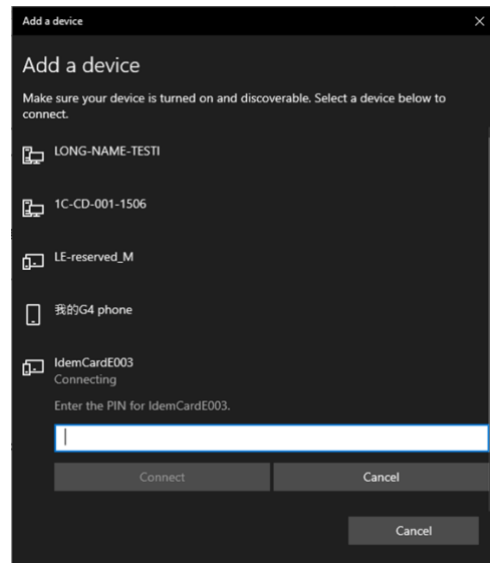 Add a device
Add a device
Make sure your device is turned on and discoverable. Select a device below to
connect.
LONG-NAME-TESTI
1C-CD-001-1506
LE-reserved_M
我的G4 phone
IdemCardE003
Connecting
Enter the PIN for IdemCardE003.
Connect Cancel
Cancel